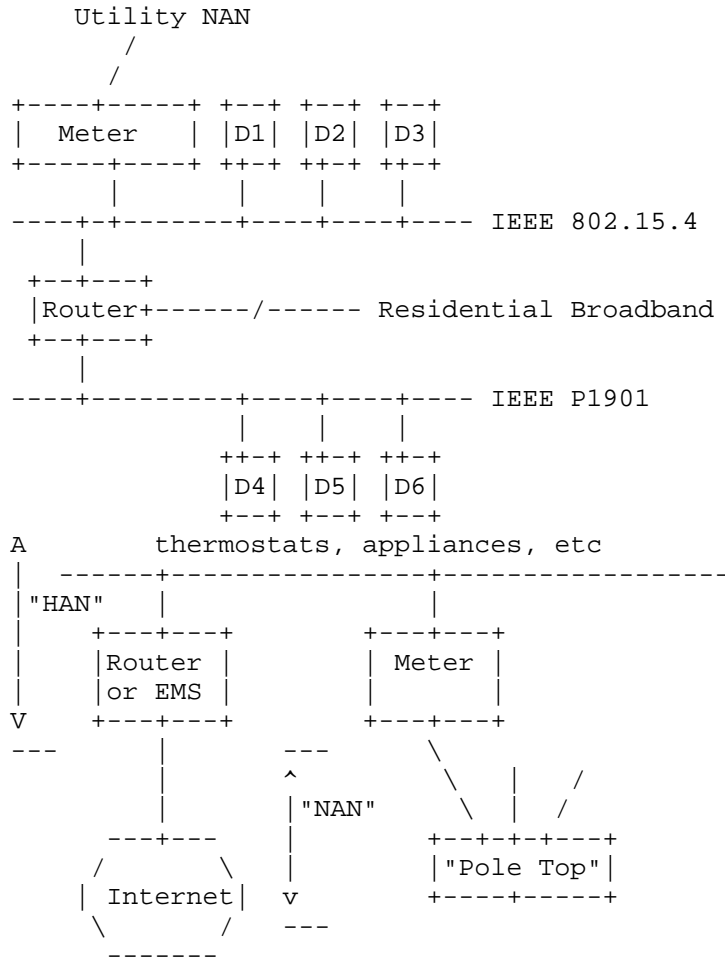 Utility NAN
Meter D1 D2 D3
IEEE 802.15.4
Router Residential Broadband
IEEE P1901
D4 D5 D6
A thermostats, appliances, etc
"HAN"
Router Meter
or EMS
V
^
"NAN"
"Pole Top"
Internet v